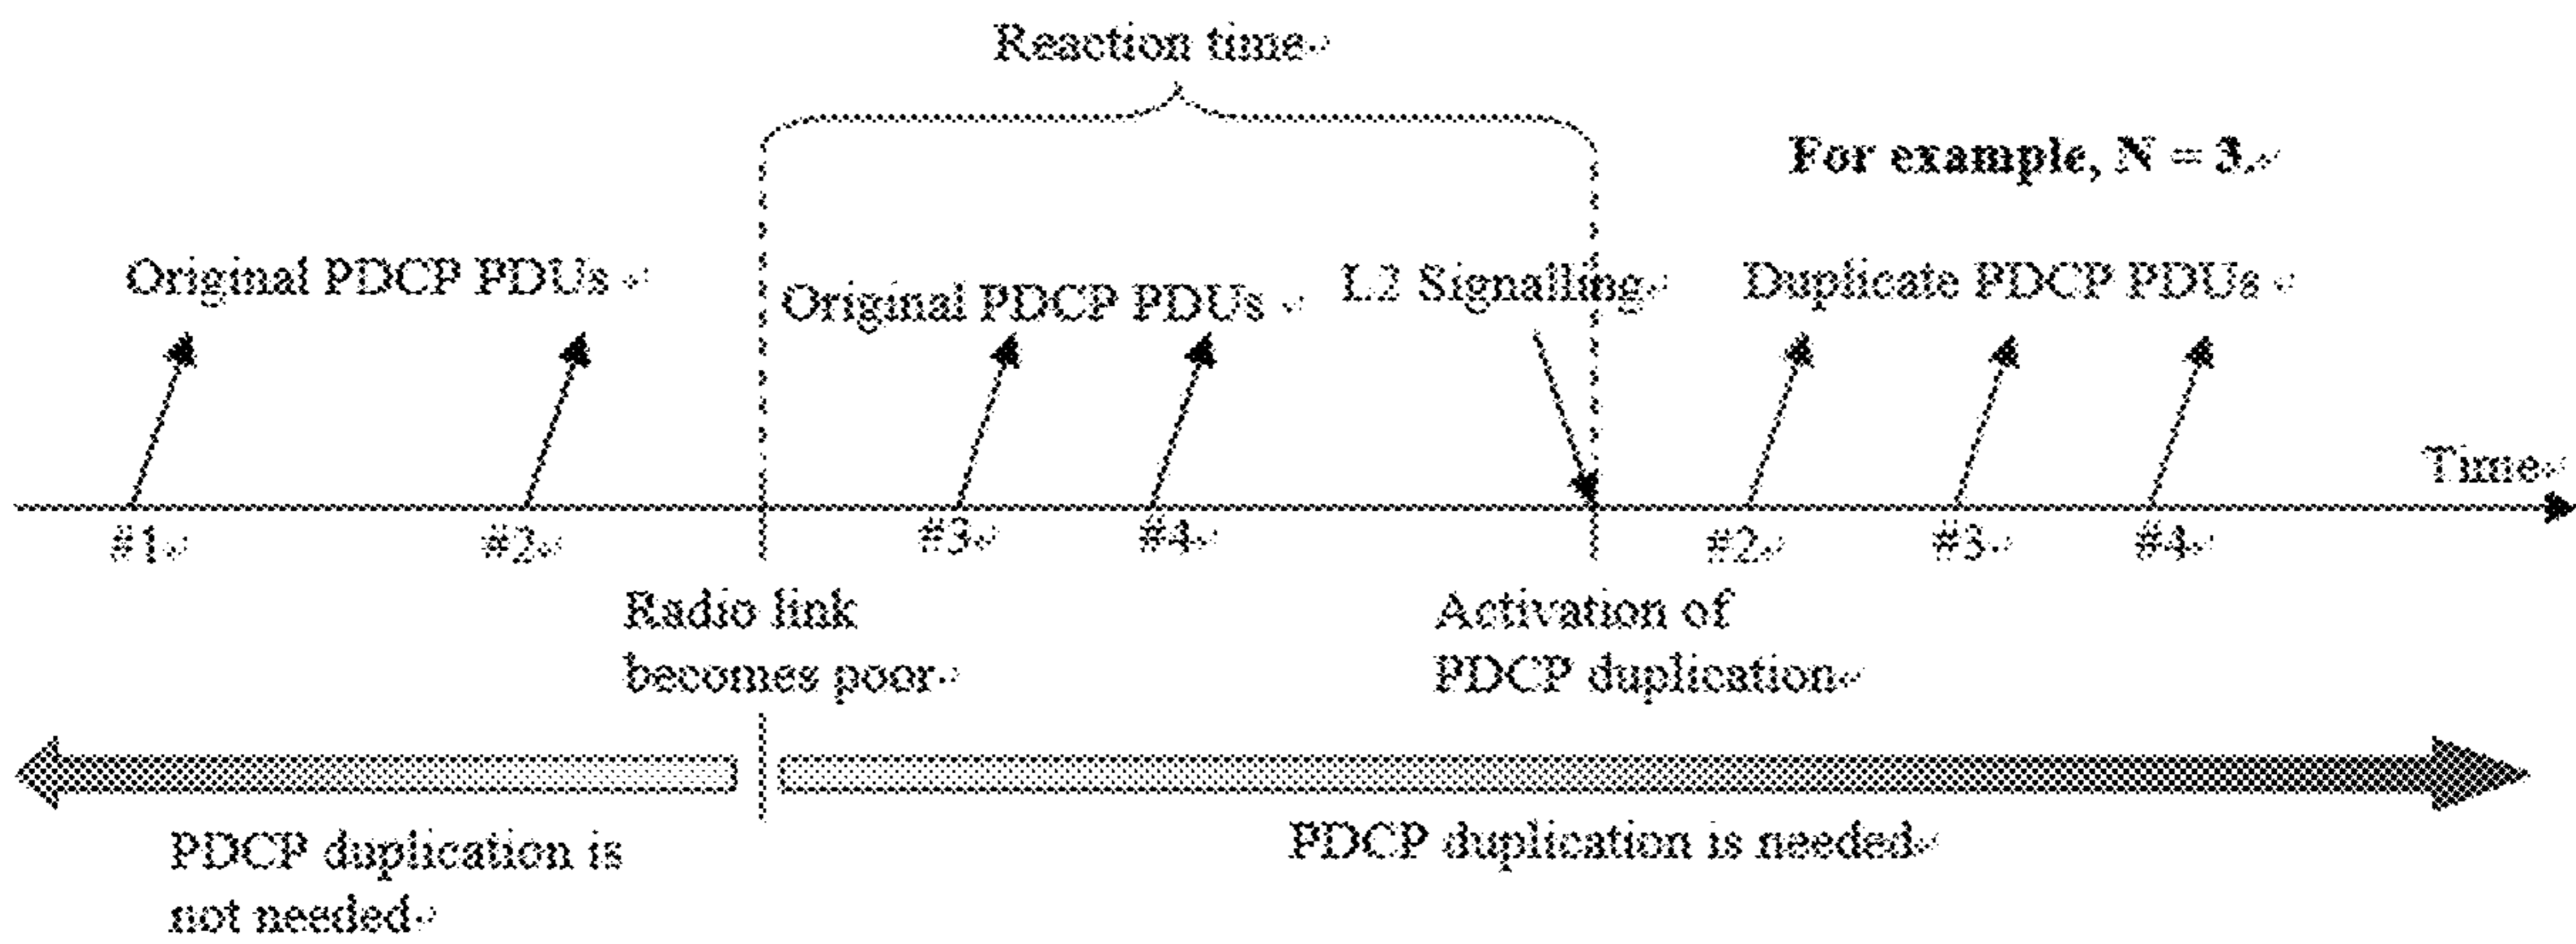 Reaction time
For example, N = 3.
Original PDCP PDUs
Original PDCP PDUs
L2 Signalling
Duplicate PDCP PDUs
Time
#1
#2
#3
#4
#2
#3
#4
Radio link
becomes poor
Activation of
PDCP duplication
PDCP duplication is
not needed
PDCP duplication is needed